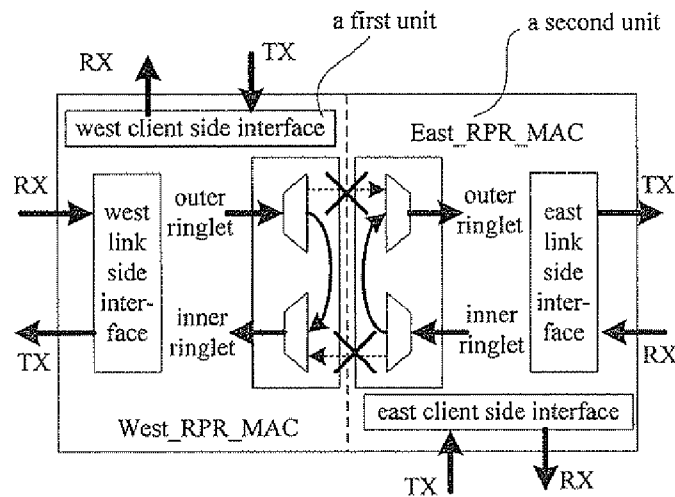 a first unit
a second unit
RX
TX
west client side interface
East_RPR_MAC
RX
west
link
side
inter-
face
outer
ringlet
outer
ringlet
east
link
side
inter-
face
TX
TX
inner
ringlet
inner
ringlet
RX
West_RPR_MAC
east client side interface
TX
RX